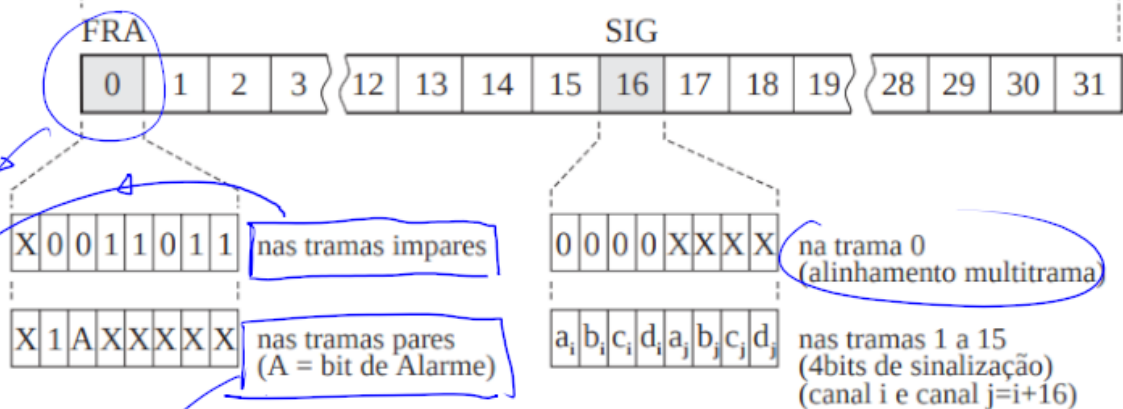 FRA SIG
0 1 2 3 12 13 14 15 16 17 18 19 28 29 30 31
X 0 0 1 1 0 1 1 nas tramas impares
0 0 0 0 X X X X na trama 0
(alinhamento multitrama)
X 1 A X X X X X nas tramas pares
(A = bit de Alarme)
aᵢ bᵢ cᵢ dᵢ aⱼ bⱼ cⱼ dⱼ nas tramas 1 a 15
(4bits de sinalização)
(canal i e canal j=i+16)